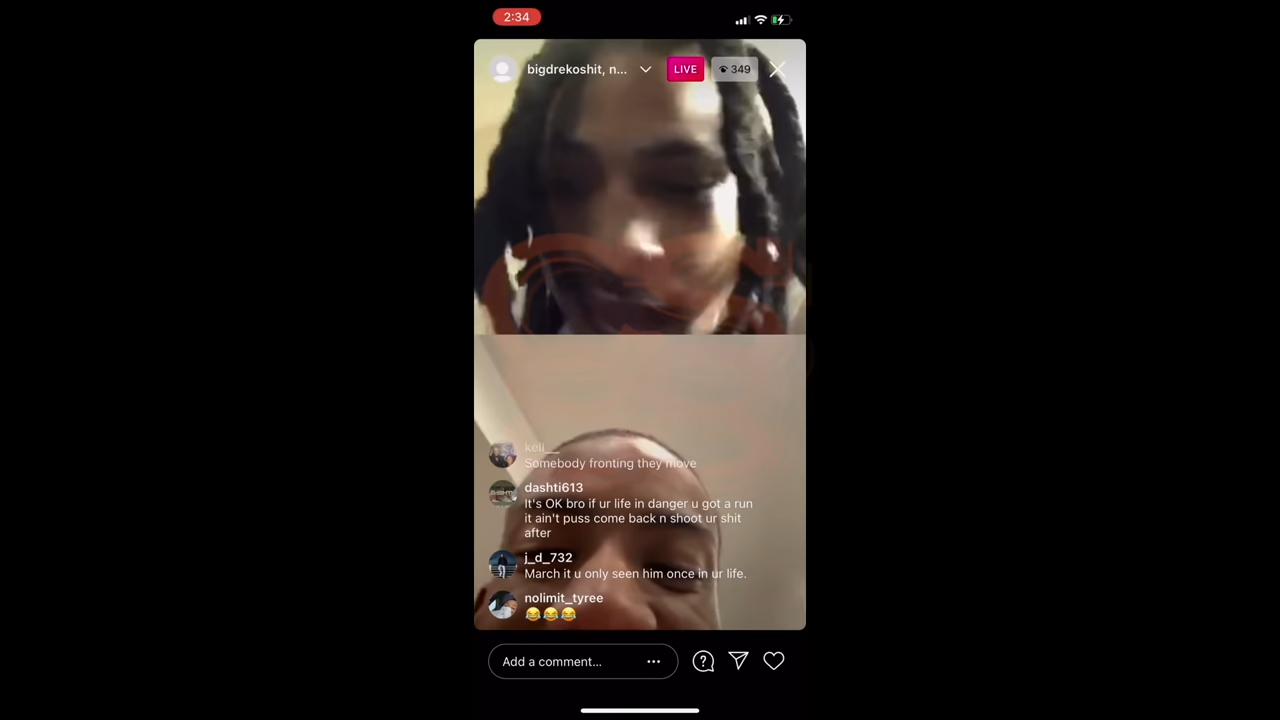 2:34
bigdrekoshit, n...
LIVE
349
keli__
Somebody fronting they move
dashti613
It's OK bro if ur life in danger u got a run
it ain't puss come back n shoot ur shit
after
j_d_732
March it u only seen him once in ur life.
nolimit_tyree
😂😂😂
Add a comment...